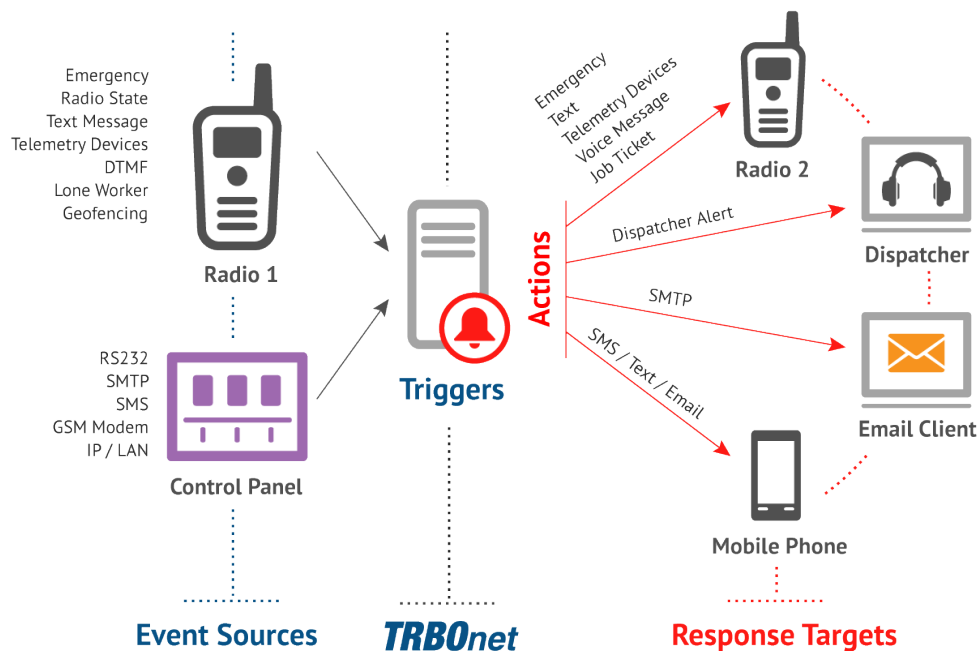 Emergency
Radio State
Text Message
Telemetry Devices
DTMF
Lone Worker
Geofencing
Radio 1
RS232
SMTP
SMS
GSM Modem
IP / LAN
Control Panel
Event Sources
Triggers
TRBOnet
Actions
Emergency
Text
Telemetry Devices
Voice Message
Job Ticket
Radio 2
Dispatcher Alert
Dispatcher
SMTP
Email Client
SMS / Text / Email
Mobile Phone
Response Targets